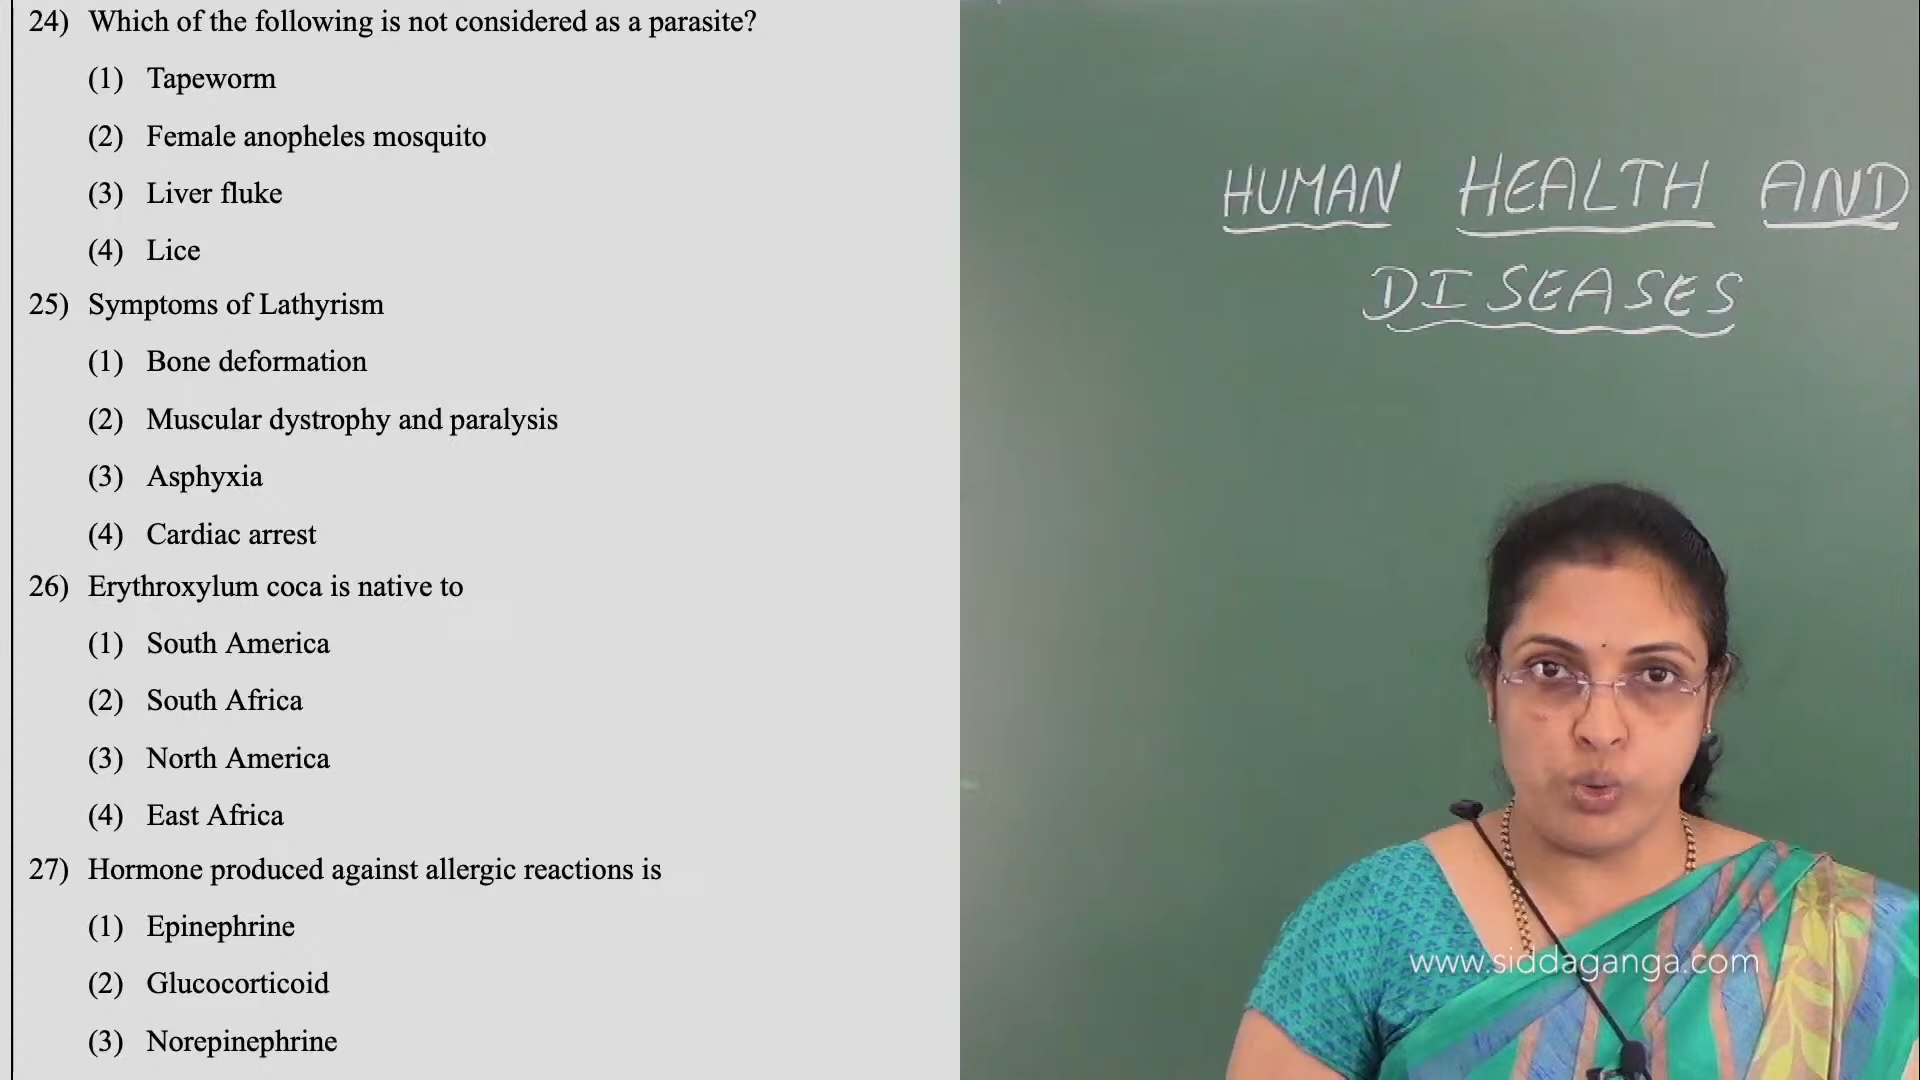 24) Which of the following is not considered as a parasite?
(1) Tapeworm
(2) Female anopheles mosquito
(3) Liver fluke
(4) Lice
25) Symptoms of Lathyrism
(1) Bone deformation
(2) Muscular dystrophy and paralysis
(3) Asphyxia
(4) Cardiac arrest
26) Erythroxylum coca is native to
(1) South America
(2) South Africa
(3) North America
(4) East Africa
27) Hormone produced against allergic reactions is
(1) Epinephrine
(2) Glucocorticoid
(3) Norepinephrine
HUMAN HEALTH AND
DISEASES
www.siddaganga.com